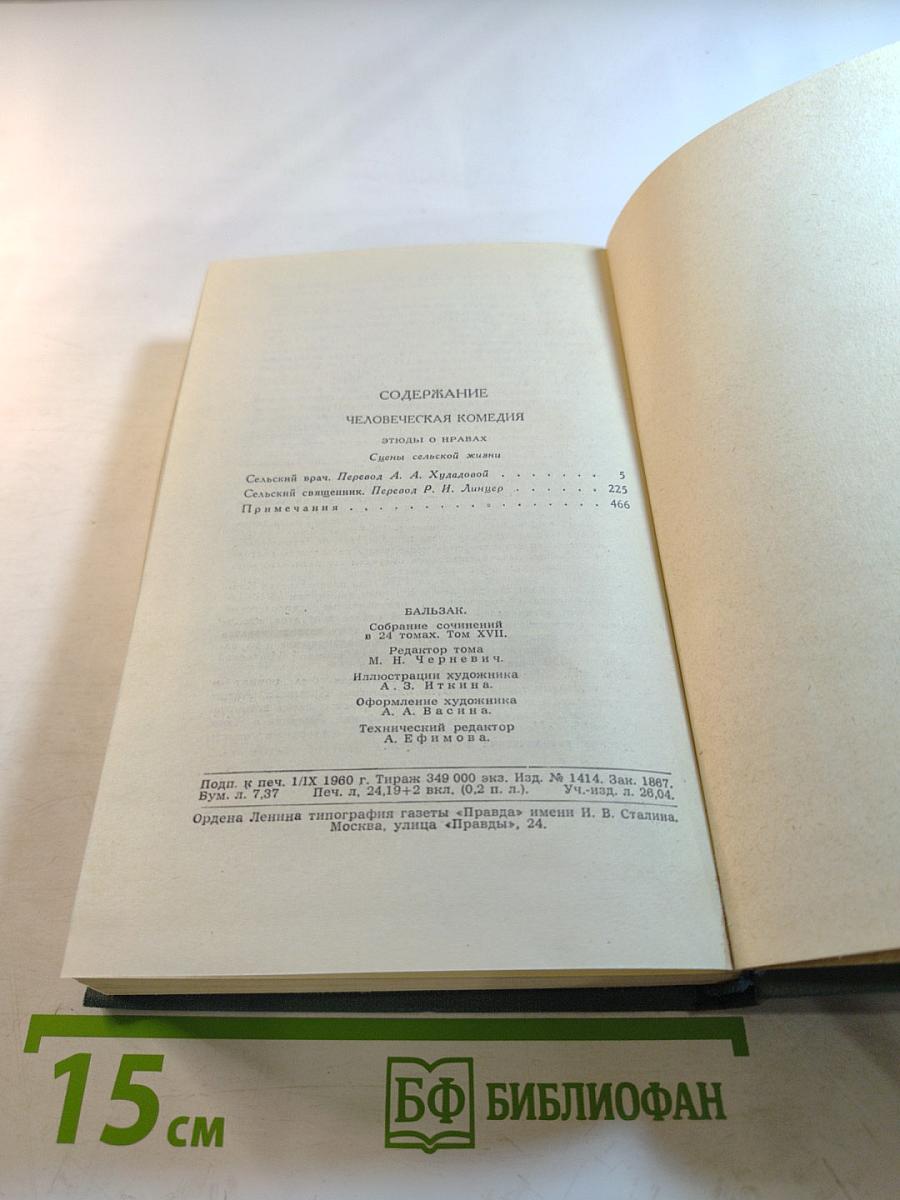 СОДЕРЖАНИЕ
ЧЕЛОВЕЧЕСКАЯ КОМЕДИЯ
ЭТЮДЫ О НРАВАХ
Сцены сельской жизни
Сельский врач. Перевод А. А. Худадовой . . . . . . . 5
Сельский священник. Перевод Р. И. Линцер . . . . . . 225
Примечания . . . . . . . . . . . . . . . . . 466
БАЛЬЗАК.
Собрание сочинений
в 24 томах. Том XVII.
Редактор тома
М. Н. Черневич.
Иллюстрации художника
А. З. Иткина.
Оформление художника
А. А. Васина.
Технический редактор
А. Ефимова.
Подп. к печ. 1/IX 1960 г. Тираж 349 000 экз. Изд. № 1414. Зак. 1867.
Бум. л. 7,37 Печ. л, 24,19+2 вкл. (0,2 п. л.). Уч.-изд. л. 26,04.
Ордена Ленина типография газеты «Правда» имени И. В. Сталина.
Москва, улица «Правды», 24.
15 см
БФ БИБЛИОФАН